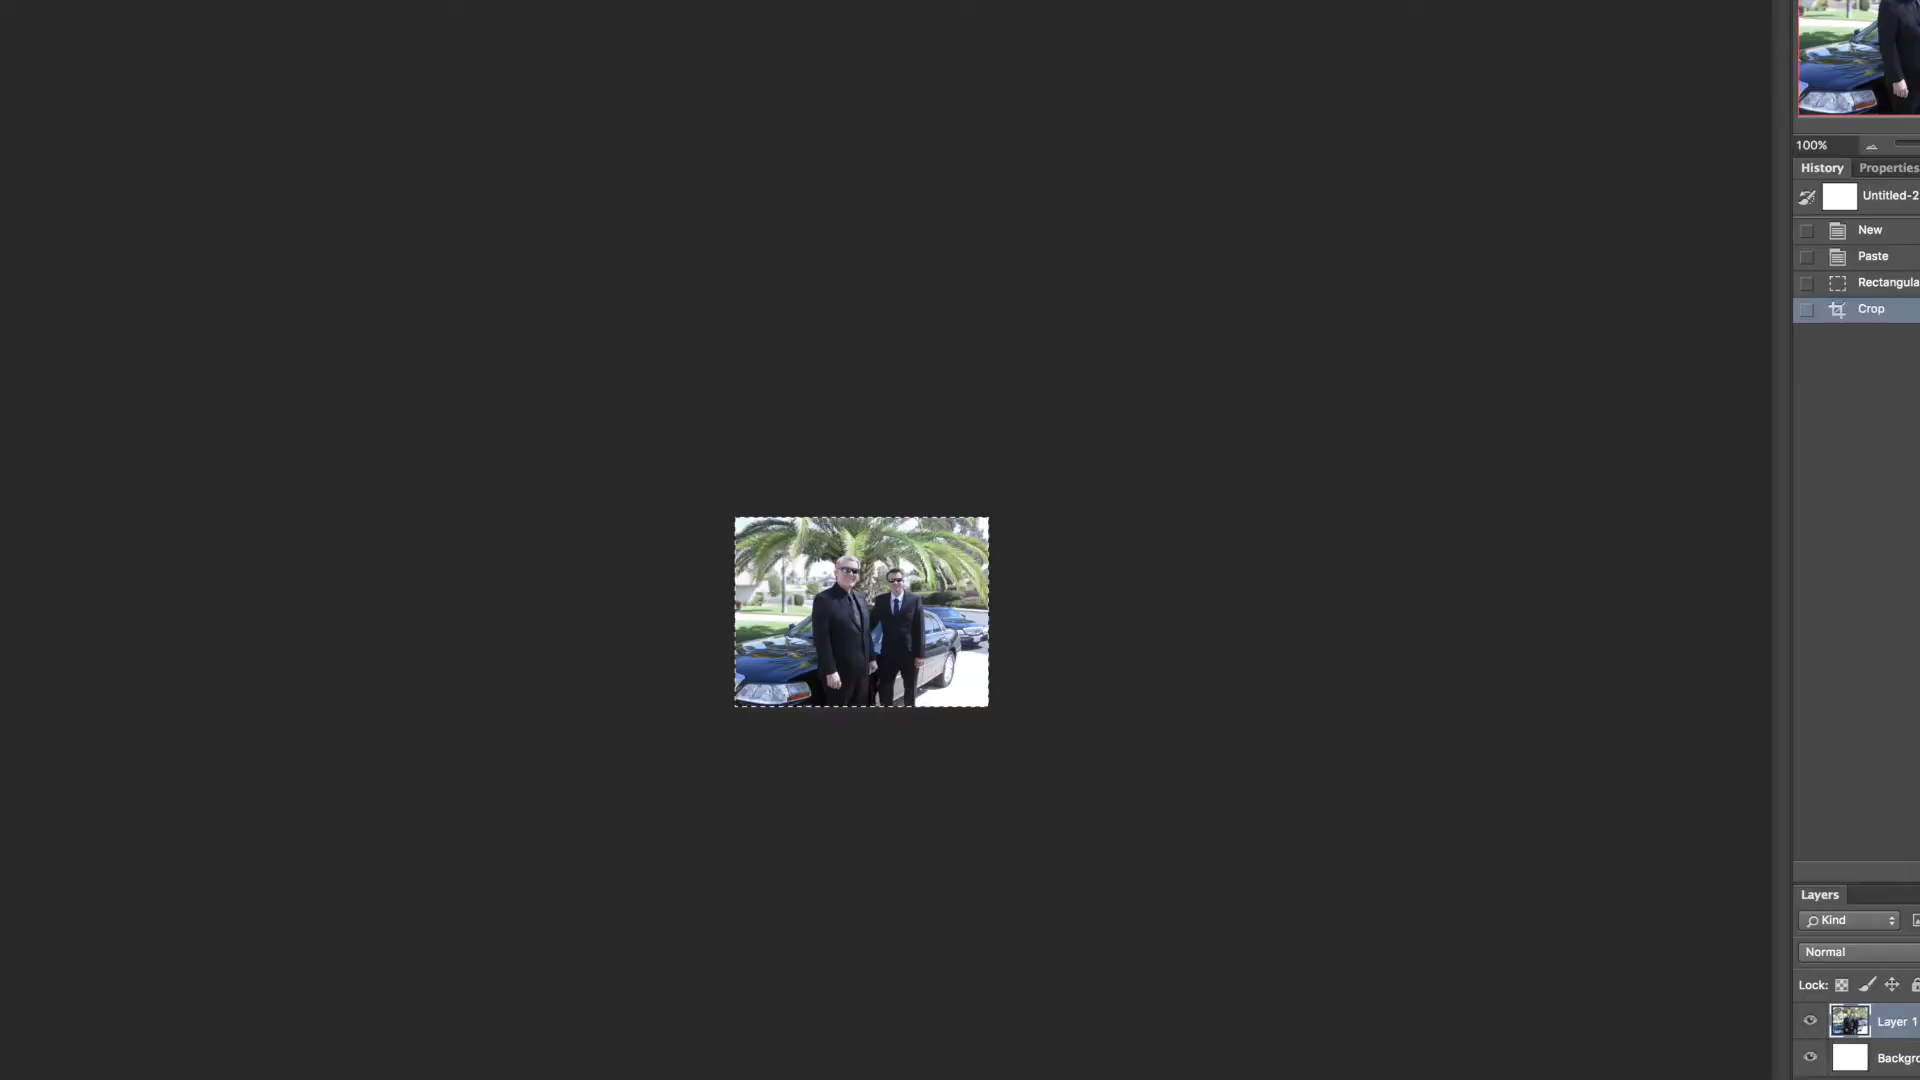 100%
History Properties
Untitled-2
New
Paste
Rectangula
Crop
Layers
Kind
Normal
Lock:
Layer 1
Backgro